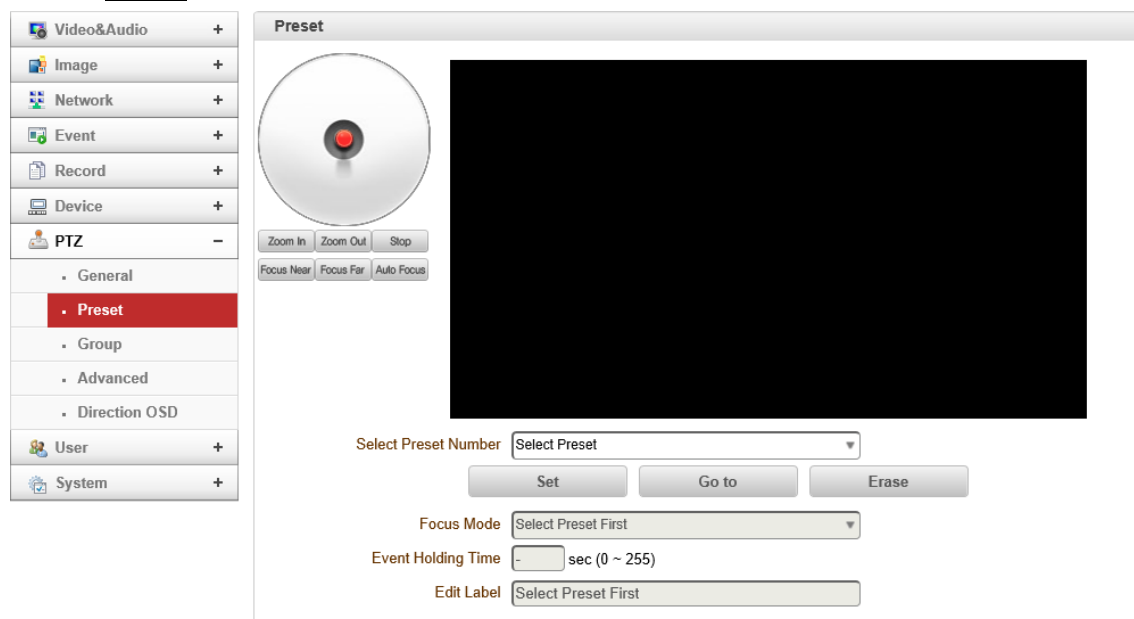 Video&Audio +
Image +
Network +
Event +
Record +
Device +
PTZ −
General
Preset
Group
Advanced
Direction OSD
User +
System +
Preset
Zoom In Zoom Out Stop
Focus Near Focus Far Auto Focus
Select Preset Number Select Preset
Set Go to Erase
Focus Mode Select Preset First
Event Holding Time - sec (0 ~ 255)
Edit Label Select Preset First